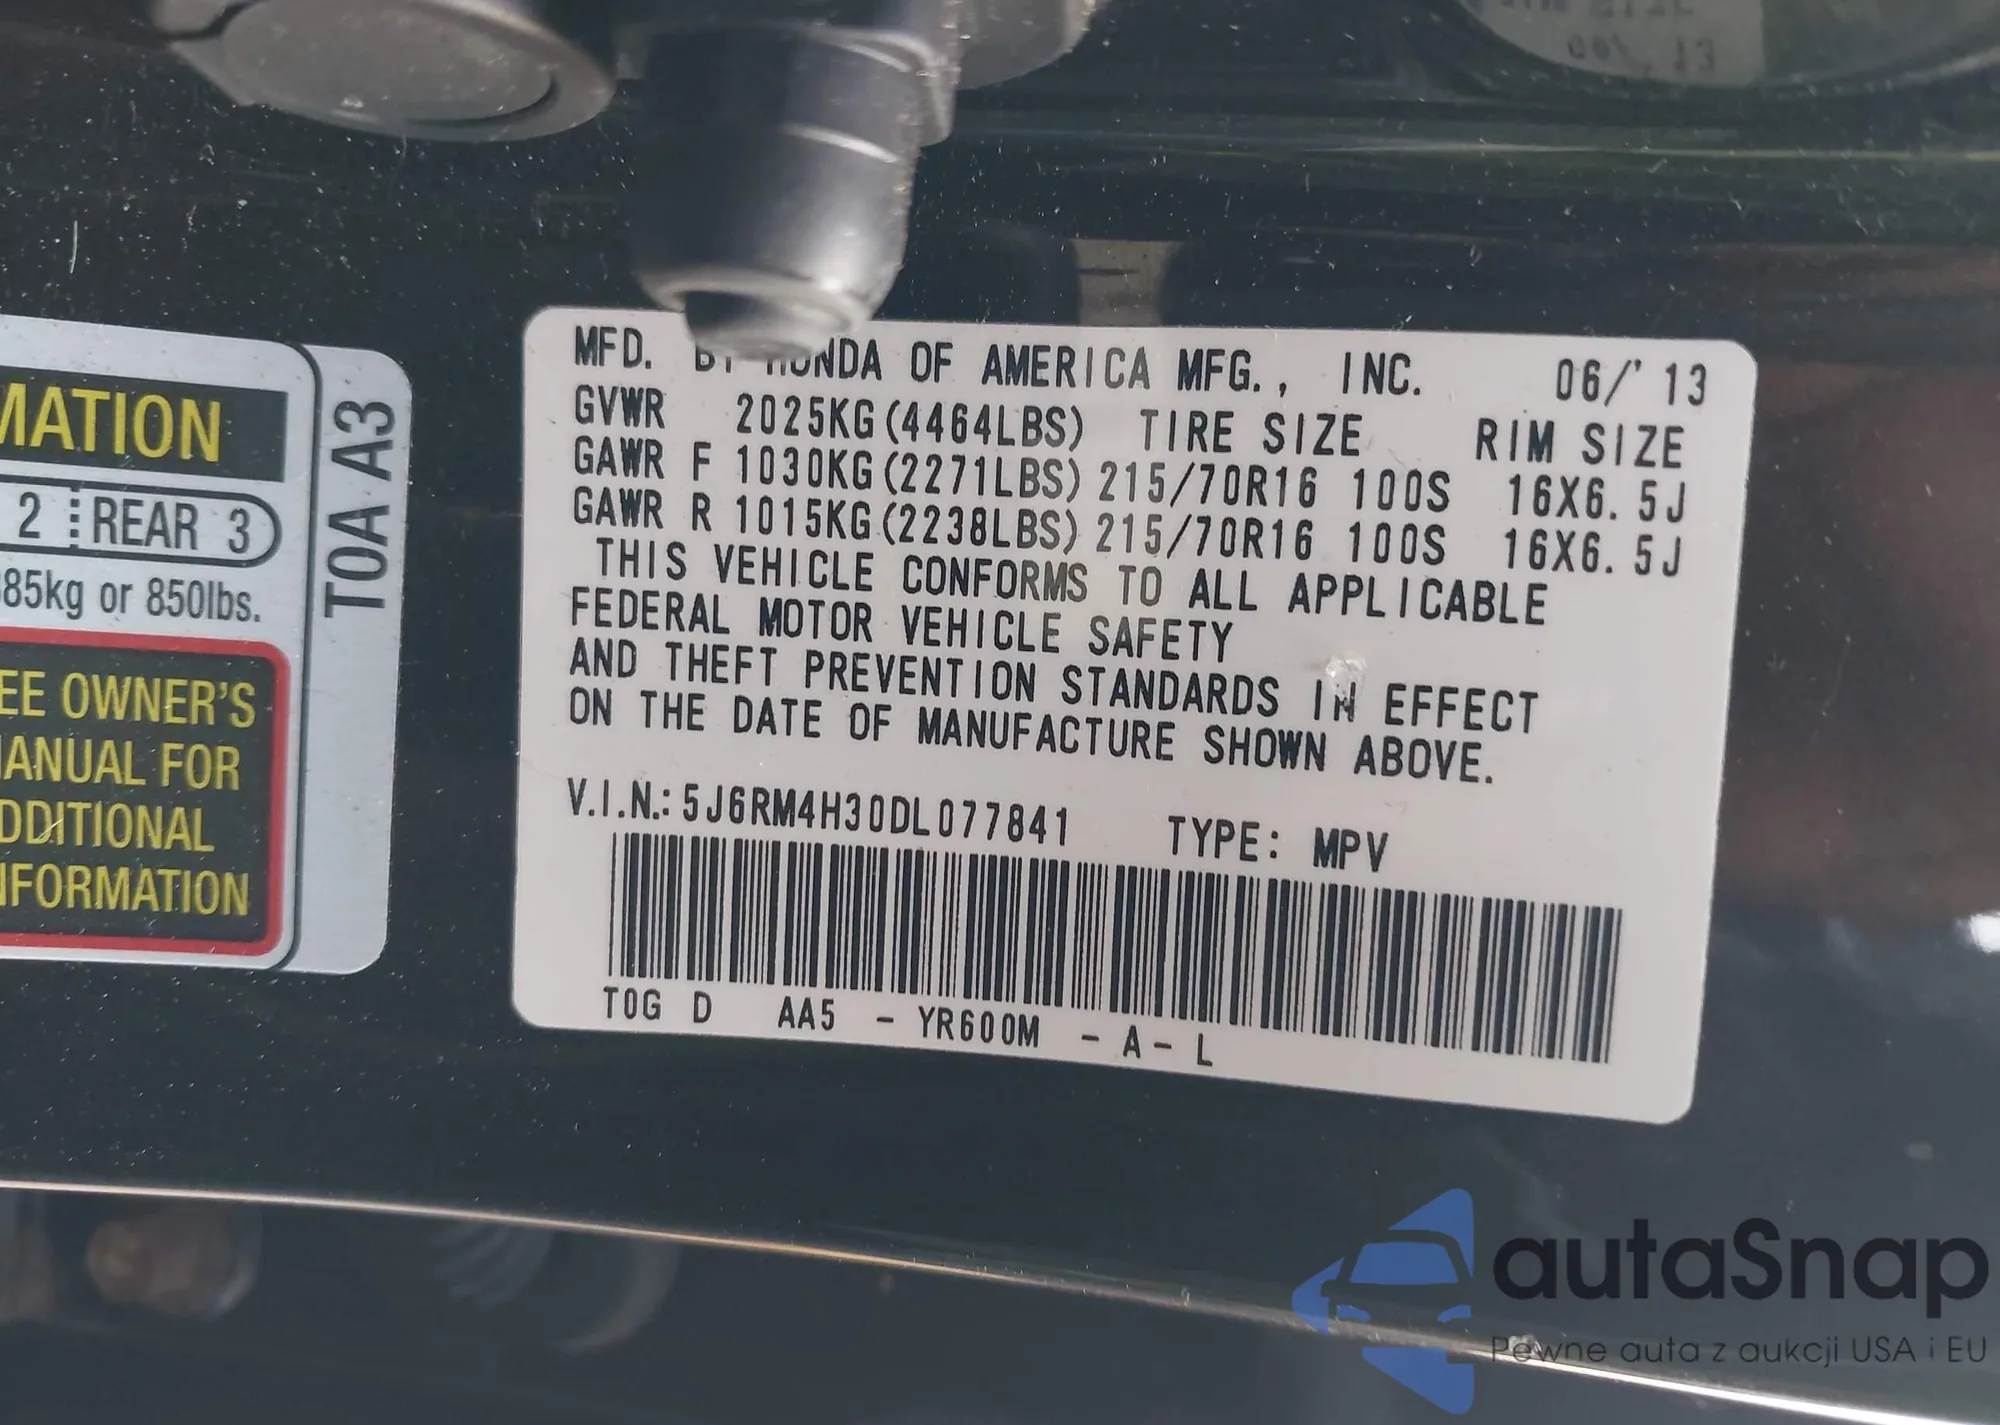 MATION
2 REAR 3
85kg or 850lbs.
EE OWNER'S
ANUAL FOR
DDITIONAL
NFORMATION
T0A A3
MFD. BY HONDA OF AMERICA MFG., INC. 06/'13
GVWR 2025KG(4464LBS) TIRE SIZE RIM SIZE
GAWR F 1030KG(2271LBS) 215/70R16 100S 16X6.5J
GAWR R 1015KG(2238LBS) 215/70R16 100S 16X6.5J
THIS VEHICLE CONFORMS TO ALL APPLICABLE
FEDERAL MOTOR VEHICLE SAFETY
AND THEFT PREVENTION STANDARDS IN EFFECT
ON THE DATE OF MANUFACTURE SHOWN ABOVE.
V.I.N.: 5J6RM4H30DL077841 TYPE: MPV
T0G D AA5 - YR600M - A - L
autaSnap
Pewne auta z aukcji USA i EU